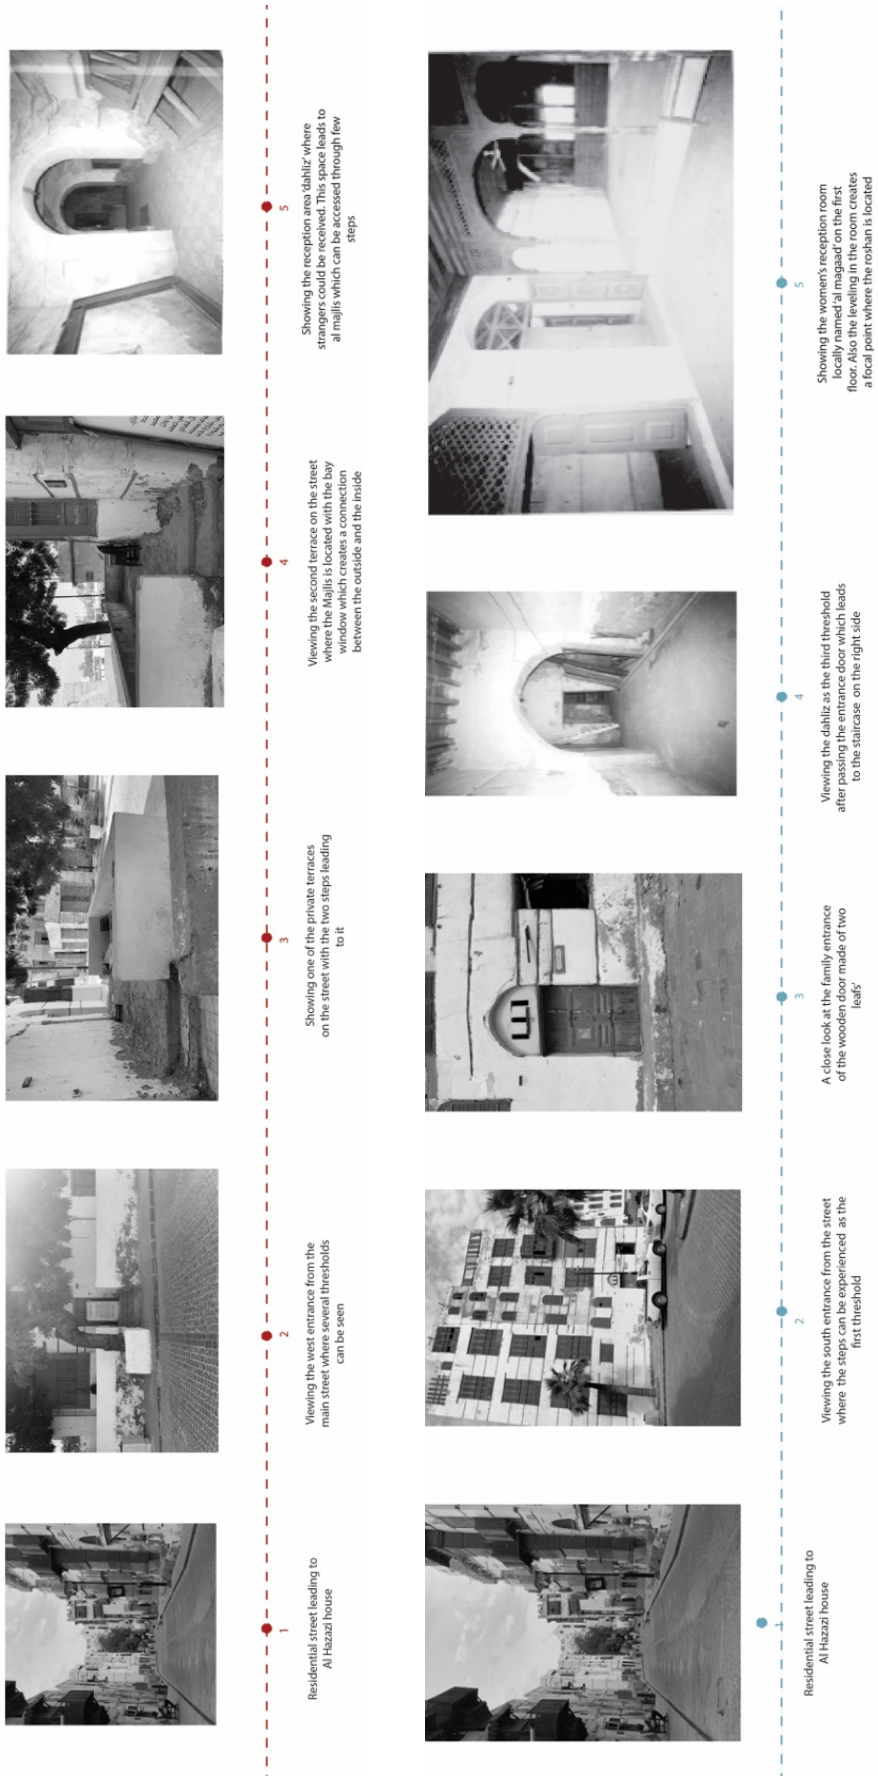 1
Residential street leading to
Al Hazazi house
2
Viewing the west entrance from the
main street where several thresholds
can be seen
3
Showing one of the private terraces
on the street with the two steps leading
to it
4
Viewing the second terrace on the street
where the Majlis is located with the bay
window which creates a connection
between the outside and the inside
5
Showing the reception area 'dahliz' where
strangers could be received. This space leads to
al majlis which can be accessed through few
steps
1
Residential street leading to
Al Hazazi house
2
Viewing the south entrance from the street
where the steps can be experienced as the
first threshold
3
A close look at the family entrance
of the wooden door made of two
leafs'
4
Viewing the dahliz as the third threshold
after passing the entrance door which leads
to the staircase on the right side
5
Showing the women's reception room
locally named 'al magaad' on the first
floor. Also the leveling in the room creates
a focal point where the roshan is located